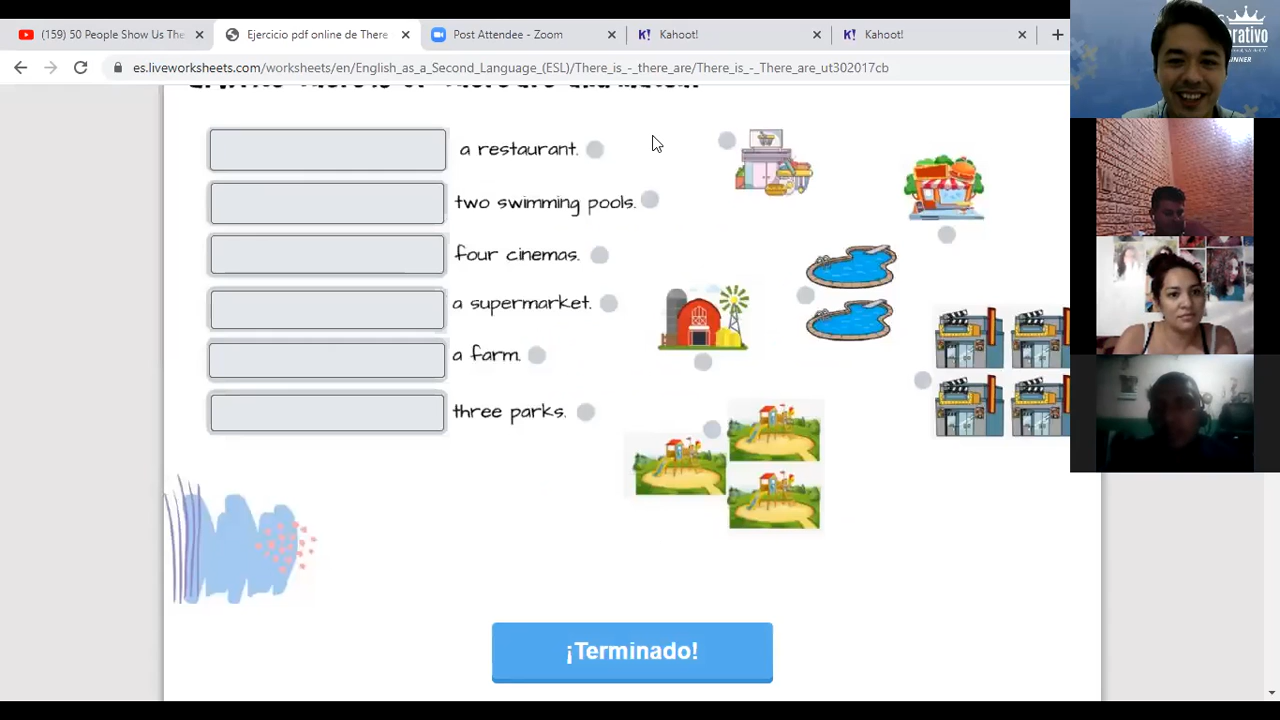 (159) 50 People Show Us The
Ejercicio pdf online de There
Post Attendee - Zoom
Kahoot!
Kahoot!
es.liveworksheets.com/worksheets/en/English_as_a_Second_Language_(ESL)/There_is_-_there_are/There_is_-_There_are_ut302017cb
a restaurant.
two swimming pools.
four cinemas.
a supermarket.
a farm.
three parks.
¡Terminado!